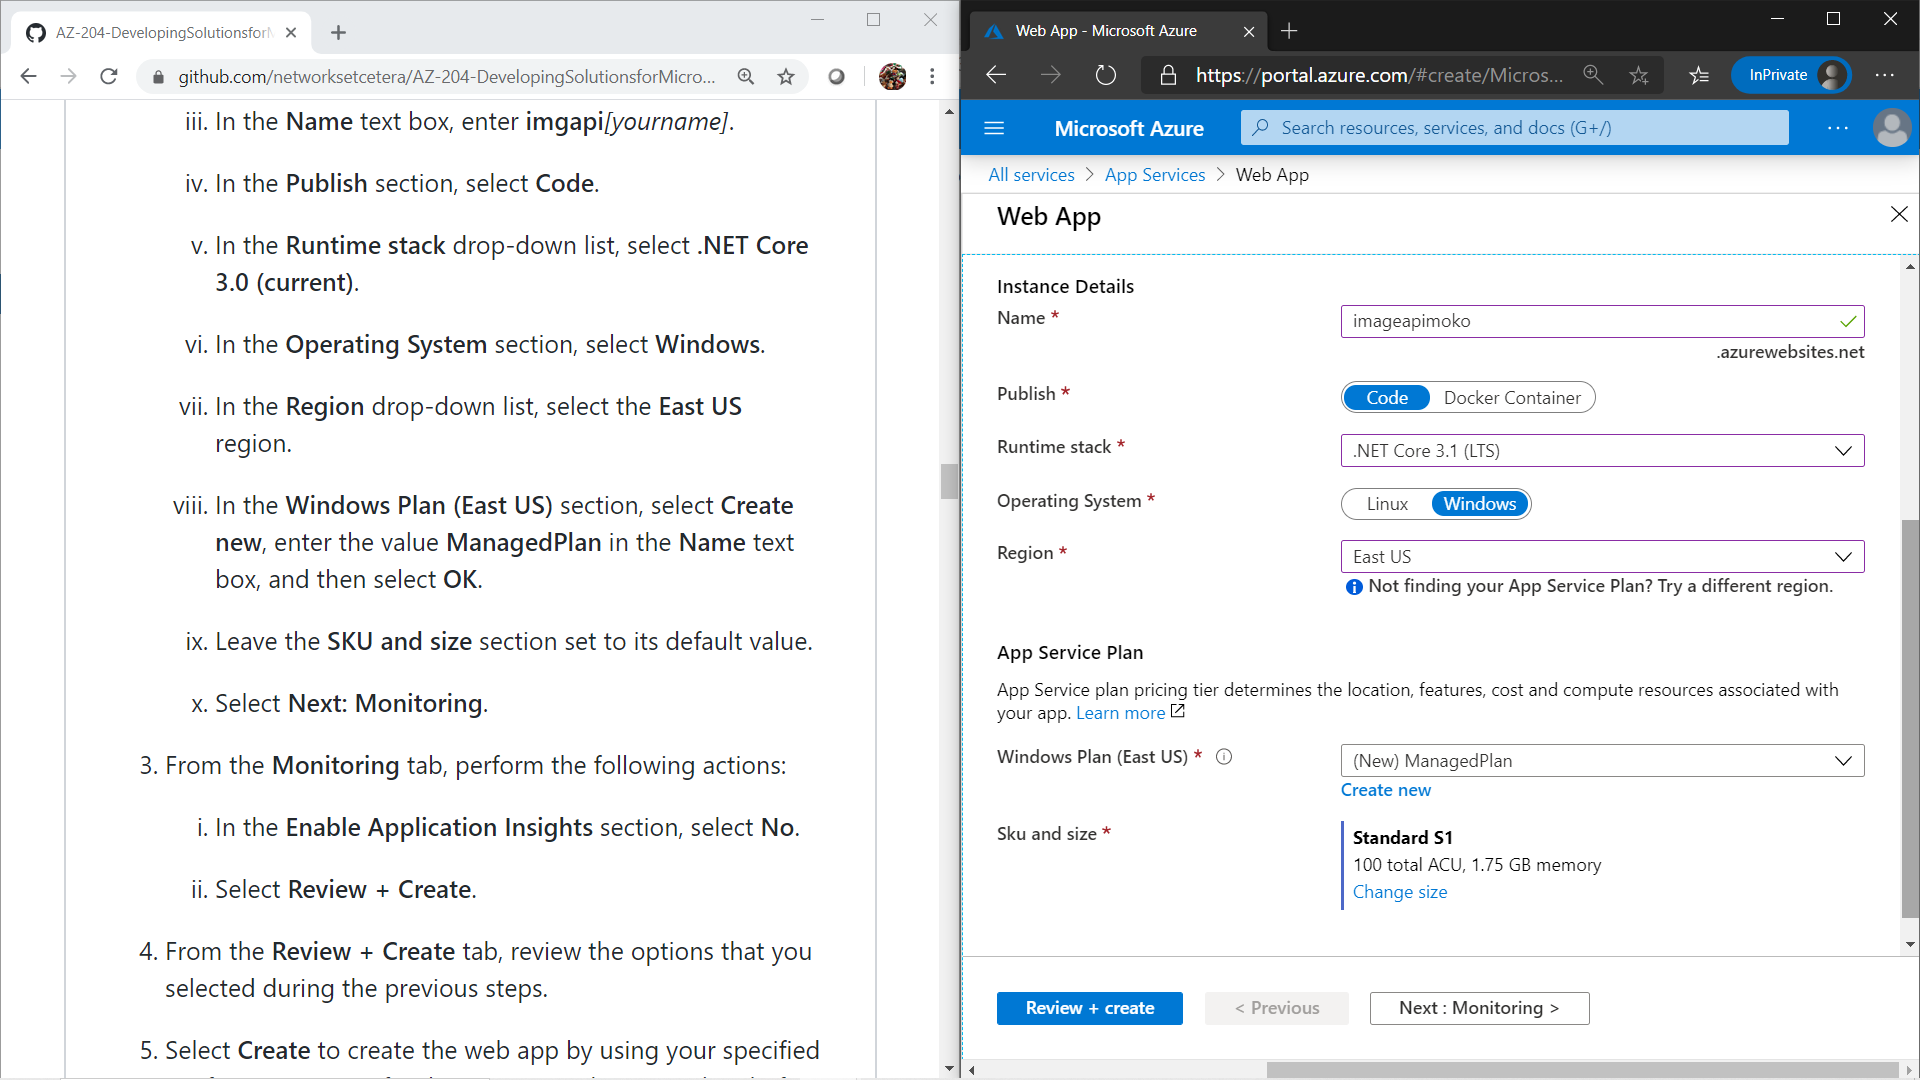 AZ-204-DevelopingSolutionsforM
github.com/networksetcetera/AZ-204-DevelopingSolutionsforMicro...
iii. In the Name text box, enter imgapi[yourname].
iv. In the Publish section, select Code.
v. In the Runtime stack drop-down list, select .NET Core
3.0 (current).
vi. In the Operating System section, select Windows.
vii. In the Region drop-down list, select the East US
region.
viii. In the Windows Plan (East US) section, select Create
new, enter the value ManagedPlan in the Name text
box, and then select OK.
ix. Leave the SKU and size section set to its default value.
x. Select Next: Monitoring.
3. From the Monitoring tab, perform the following actions:
i. In the Enable Application Insights section, select No.
ii. Select Review + Create.
4. From the Review + Create tab, review the options that you
selected during the previous steps.
5. Select Create to create the web app by using your specified
Web App - Microsoft Azure
https://portal.azure.com/#create/Micros...
InPrivate
Microsoft Azure
Search resources, services, and docs (G+/)
All services > App Services > Web App
Web App
Instance Details
Name *
imageapimoko
.azurewebsites.net
Publish *
Code Docker Container
Runtime stack *
.NET Core 3.1 (LTS)
Operating System *
Linux Windows
Region *
East US
Not finding your App Service Plan? Try a different region.
App Service Plan
App Service plan pricing tier determines the location, features, cost and compute resources associated with
your app. Learn more
Windows Plan (East US) *
(New) ManagedPlan
Create new
Sku and size *
Standard S1
100 total ACU, 1.75 GB memory
Change size
Review + create
< Previous
Next : Monitoring >